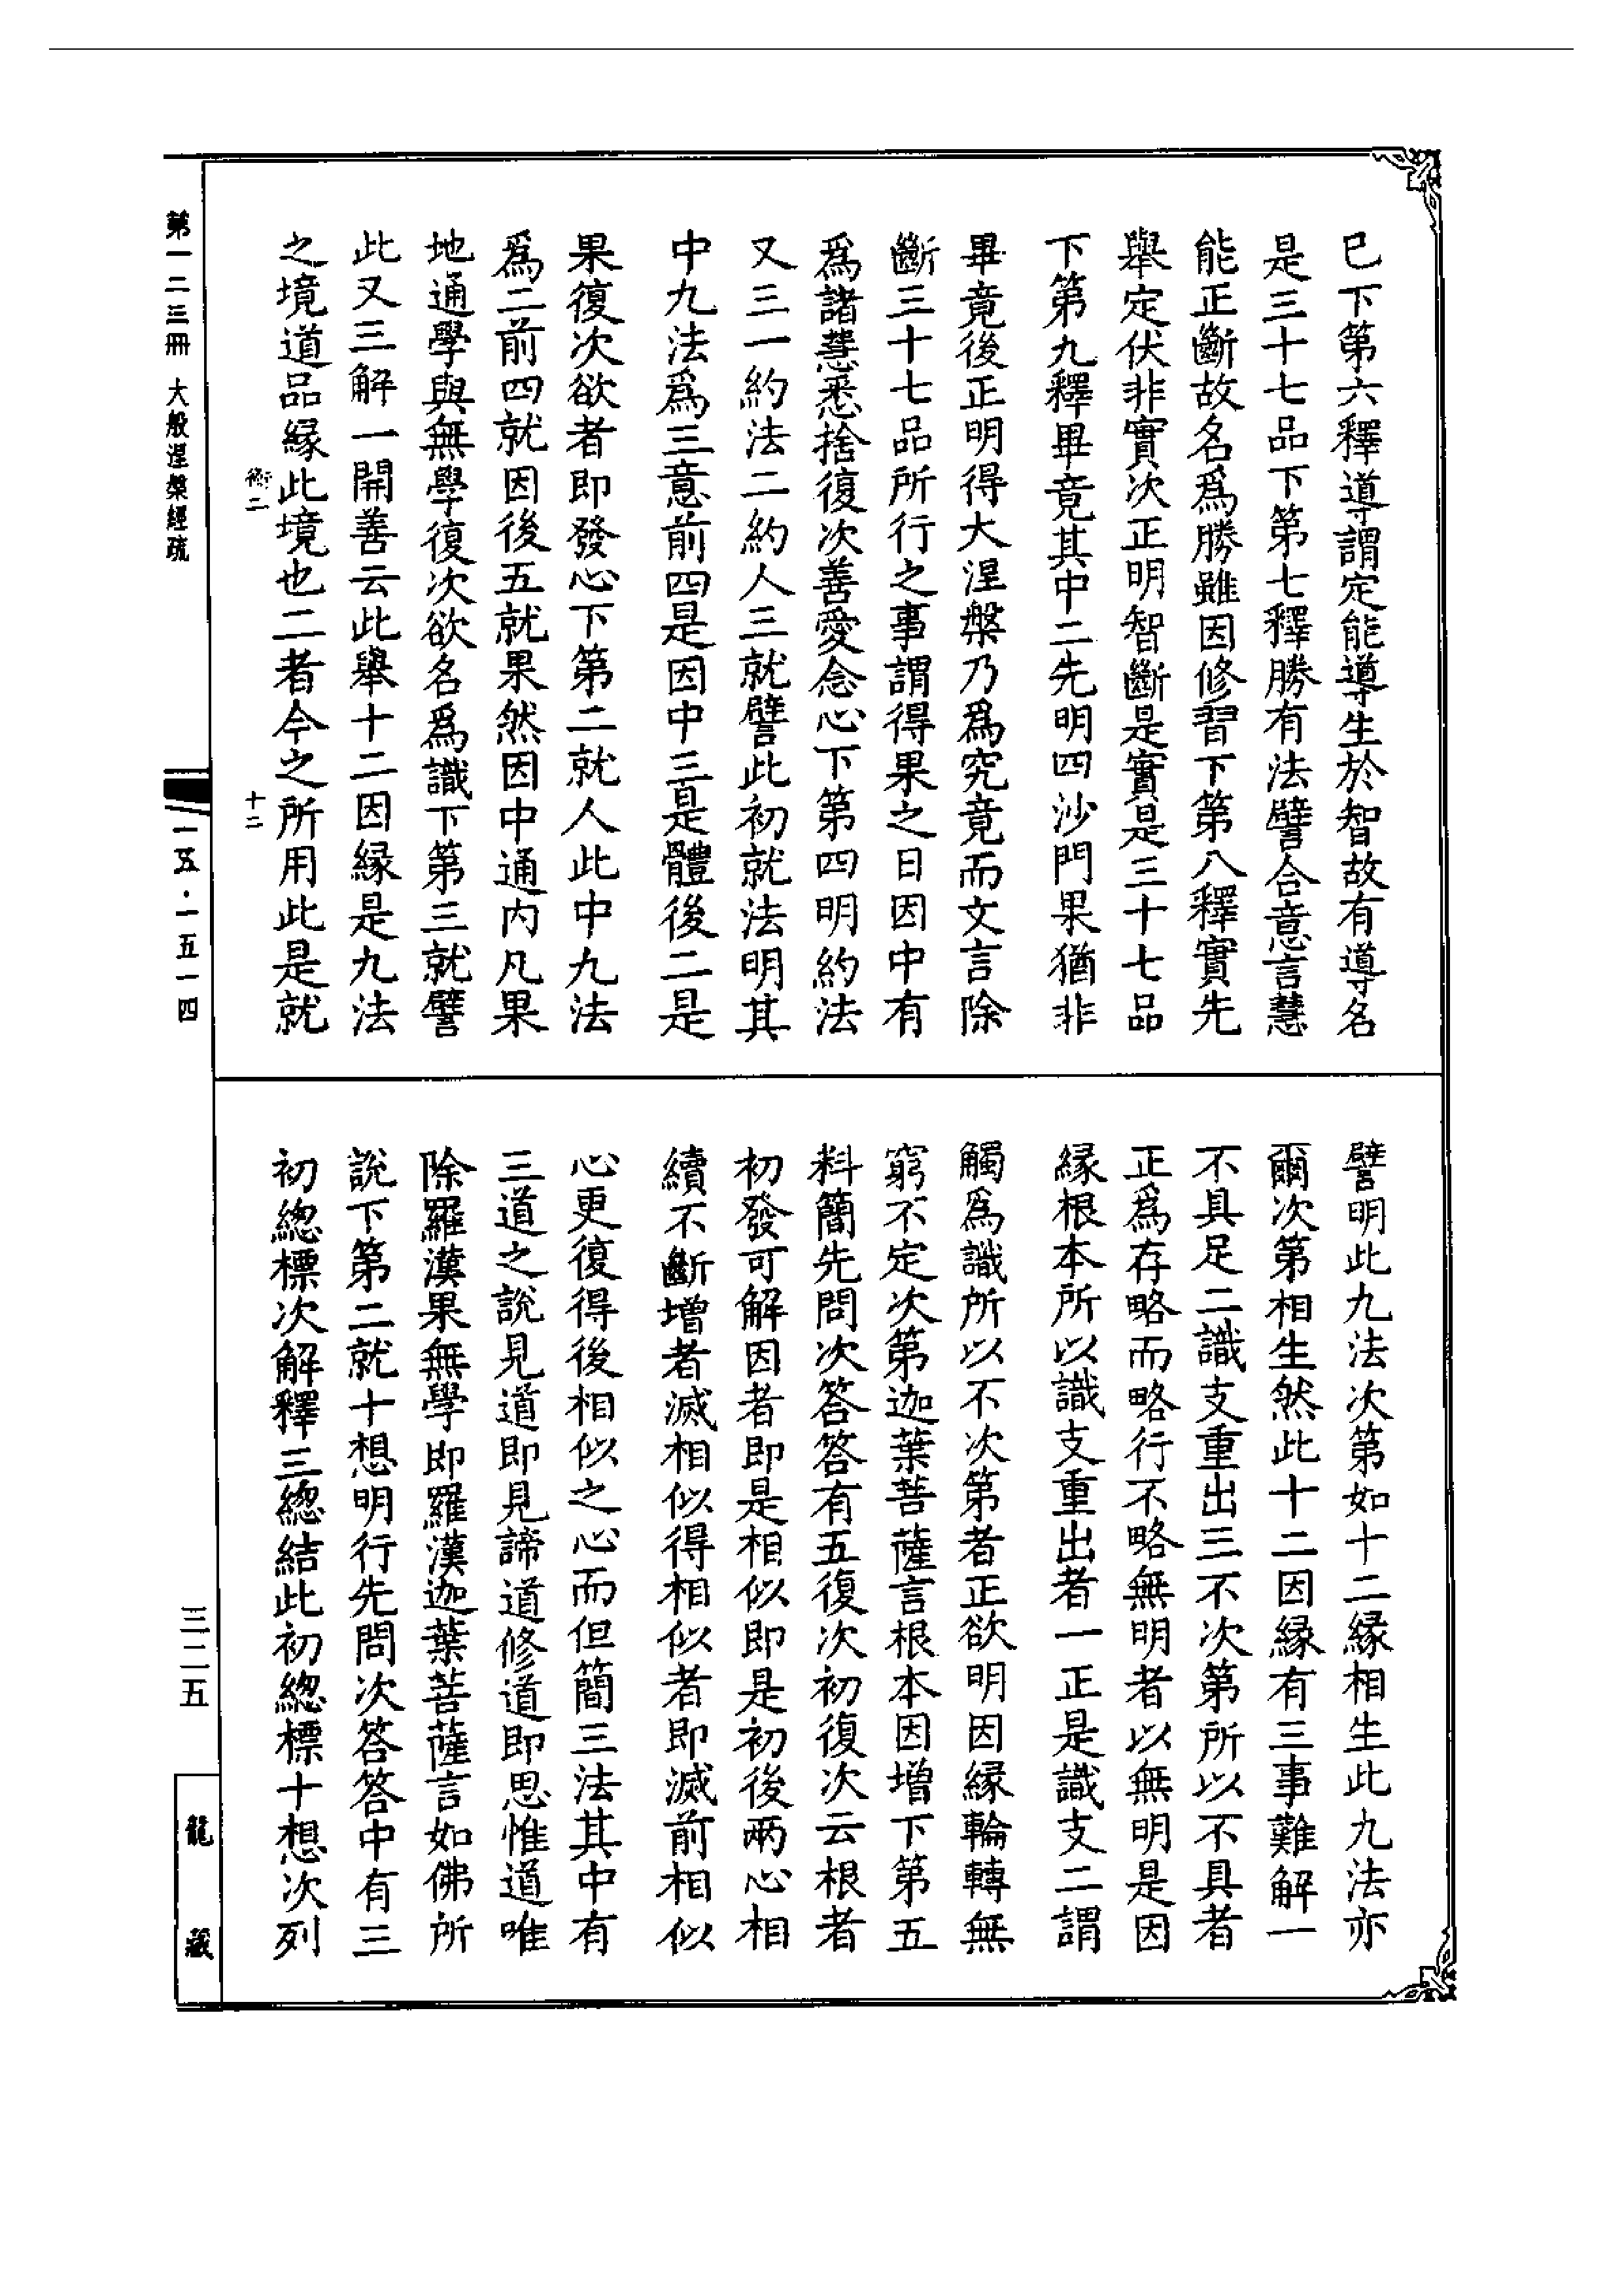 已下第六釋導謂定能導生於智故有導名
是三十七品下第七釋勝有法譬合意言慧
能正斷故名爲勝雖因修習下第八釋實先
舉定伏非實次正明智斷是實是三十七品
下第九釋畢竟其中二先明四沙門果猶非
畢竟後正明得大涅槃乃爲究竟而文言除
斷三十七品所行之事謂得果之日因中有
爲諸慧悉捨復次善愛念心下第四明約法
又三一約法二約人三就譬此初就法明其
中九法爲三意前四是因中三是體後二是
果復次欲者即發心下第二就人此中九法
爲二前四就因後五就果然因中通内凡果
地通學與無學復次欲名爲識下第三就譬
此又三解一開善云此舉十二因縁是九法
之境道品縁此境也二者今之所用此是就
譬明此九法次第如十二縁相生此九法亦
爾次第相生然此十二因縁有三事難解一
不具足二識支重出三不次第所以不具者
正爲存略而略行不略無明者以無明是因
縁根本所以識支重出者一正是識支二謂
觸爲識所以不次第者正欲明因縁輪轉無
窮不定次第迦葉菩薩言根本因增下第五
料簡先問次答答有五復次初復次云根者
初發可解因者即是相似即是初後兩心相
續不斷增者滅相似得相似者即滅前相似
心更復得後相似之心而但簡三法其中有
三道之說見道即見諦道修道即思惟道唯
除羅漢果無學即羅漢迦葉菩薩言如佛所
說下第二就十想明行先問次答答中有三
初總標次解釋三總結此初總標十想次列
衡二
十二
第一二三冊 大般涅槃經疏
一五·一五一四
三二五
龍藏